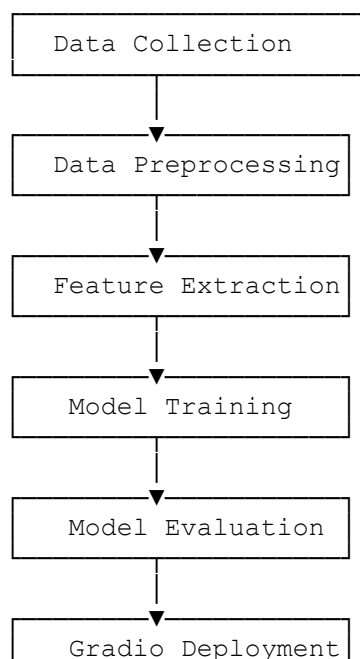 Data Collection
Data Preprocessing
Feature Extraction
Model Training
Model Evaluation
Gradio Deployment